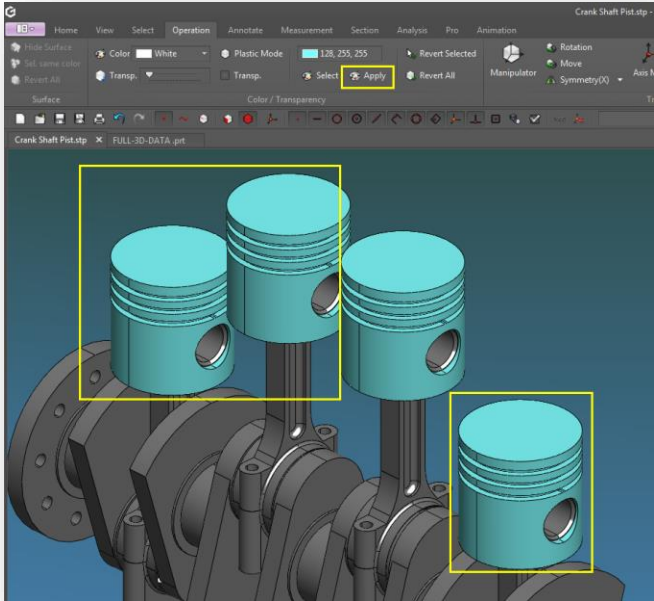 Crank Shaft Pist.stp -
Home View Select Operation Annotate Measurement Section Analysis Pro Animation
Hide Surface Color White Plastic Mode 128, 255, 255 Revert Selected Rotation
Sel. same color Move
Revert All Transp. Transp. Select Apply Revert All Manipulator Symmetry(X) Axis M
Surface Color / Transparency Tr
Crank Shaft Pist.stp × FULL-3D-DATA .prt